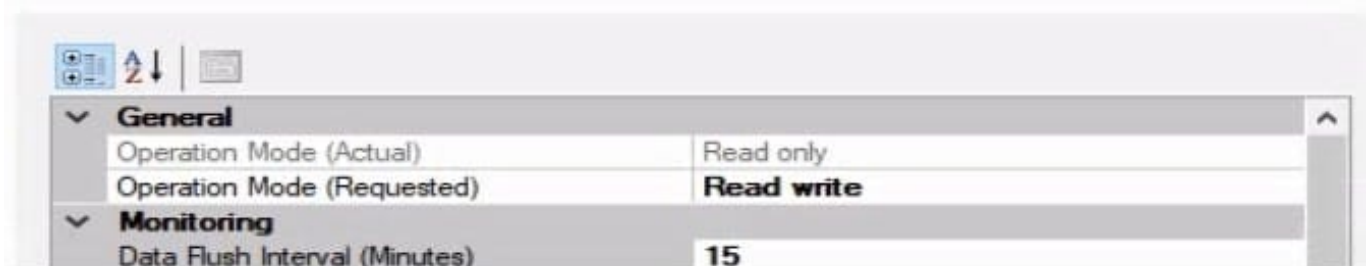 General
Operation Mode (Actual) Read only
Operation Mode (Requested) Read write
Monitoring
Data Flush Interval (Minutes) 15